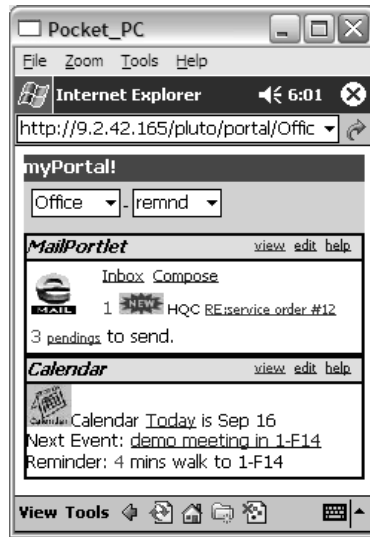 Pocket_PC
File Zoom Tools Help
Internet Explorer 6:01
http://9.2.42.165/pluto/portal/Offic
myPortal!
Office - remnd
MailPortlet view edit help
Inbox Compose
MAIL
1 NEW HQC RE:service order #12
3 pendings to send.
Calendar view edit help
Calendar Calendar Today is Sep 16
Next Event: demo meeting in 1-F14
Reminder: 4 mins walk to 1-F14
View Tools